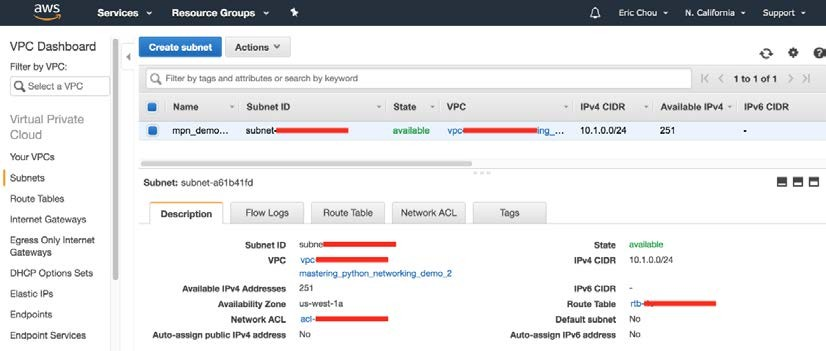 aws Services Resource Groups Eric Chou N. California Support
VPC Dashboard
Filter by VPC:
Select a VPC
Virtual Private
Cloud
Your VPCs
Subnets
Route Tables
Internet Gateways
Egress Only Internet
Gateways
DHCP Options Sets
Elastic IPs
Endpoints
Endpoint Services
Create subnet Actions
Filter by tags and attributes or search by keyword
1 to 1 of 1
Name Subnet ID State VPC IPv4 CIDR Available IPv4 IPv6 CIDR
mpn_demo... subnet- available vpc- ing_... 10.1.0.0/24 251 -
Subnet: subnet-a61b41fd
Description Flow Logs Route Table Network ACL Tags
Subnet ID subne State available
VPC vpc- IPv4 CIDR 10.1.0.0/24
mastering_python_networking_demo_2
Available IPv4 Addresses 251 IPv6 CIDR -
Availability Zone us-west-1a Route Table rtb-
Network ACL acl- Default subnet No
Auto-assign public IPv4 address No Auto-assign IPv6 address No